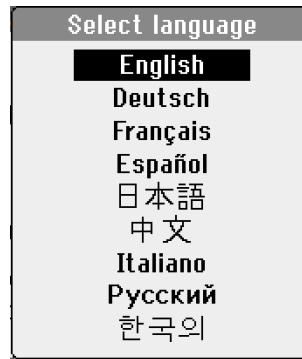 Select language
English
Deutsch
Français
Español
日本語
中文
Italiano
Русский
한국의